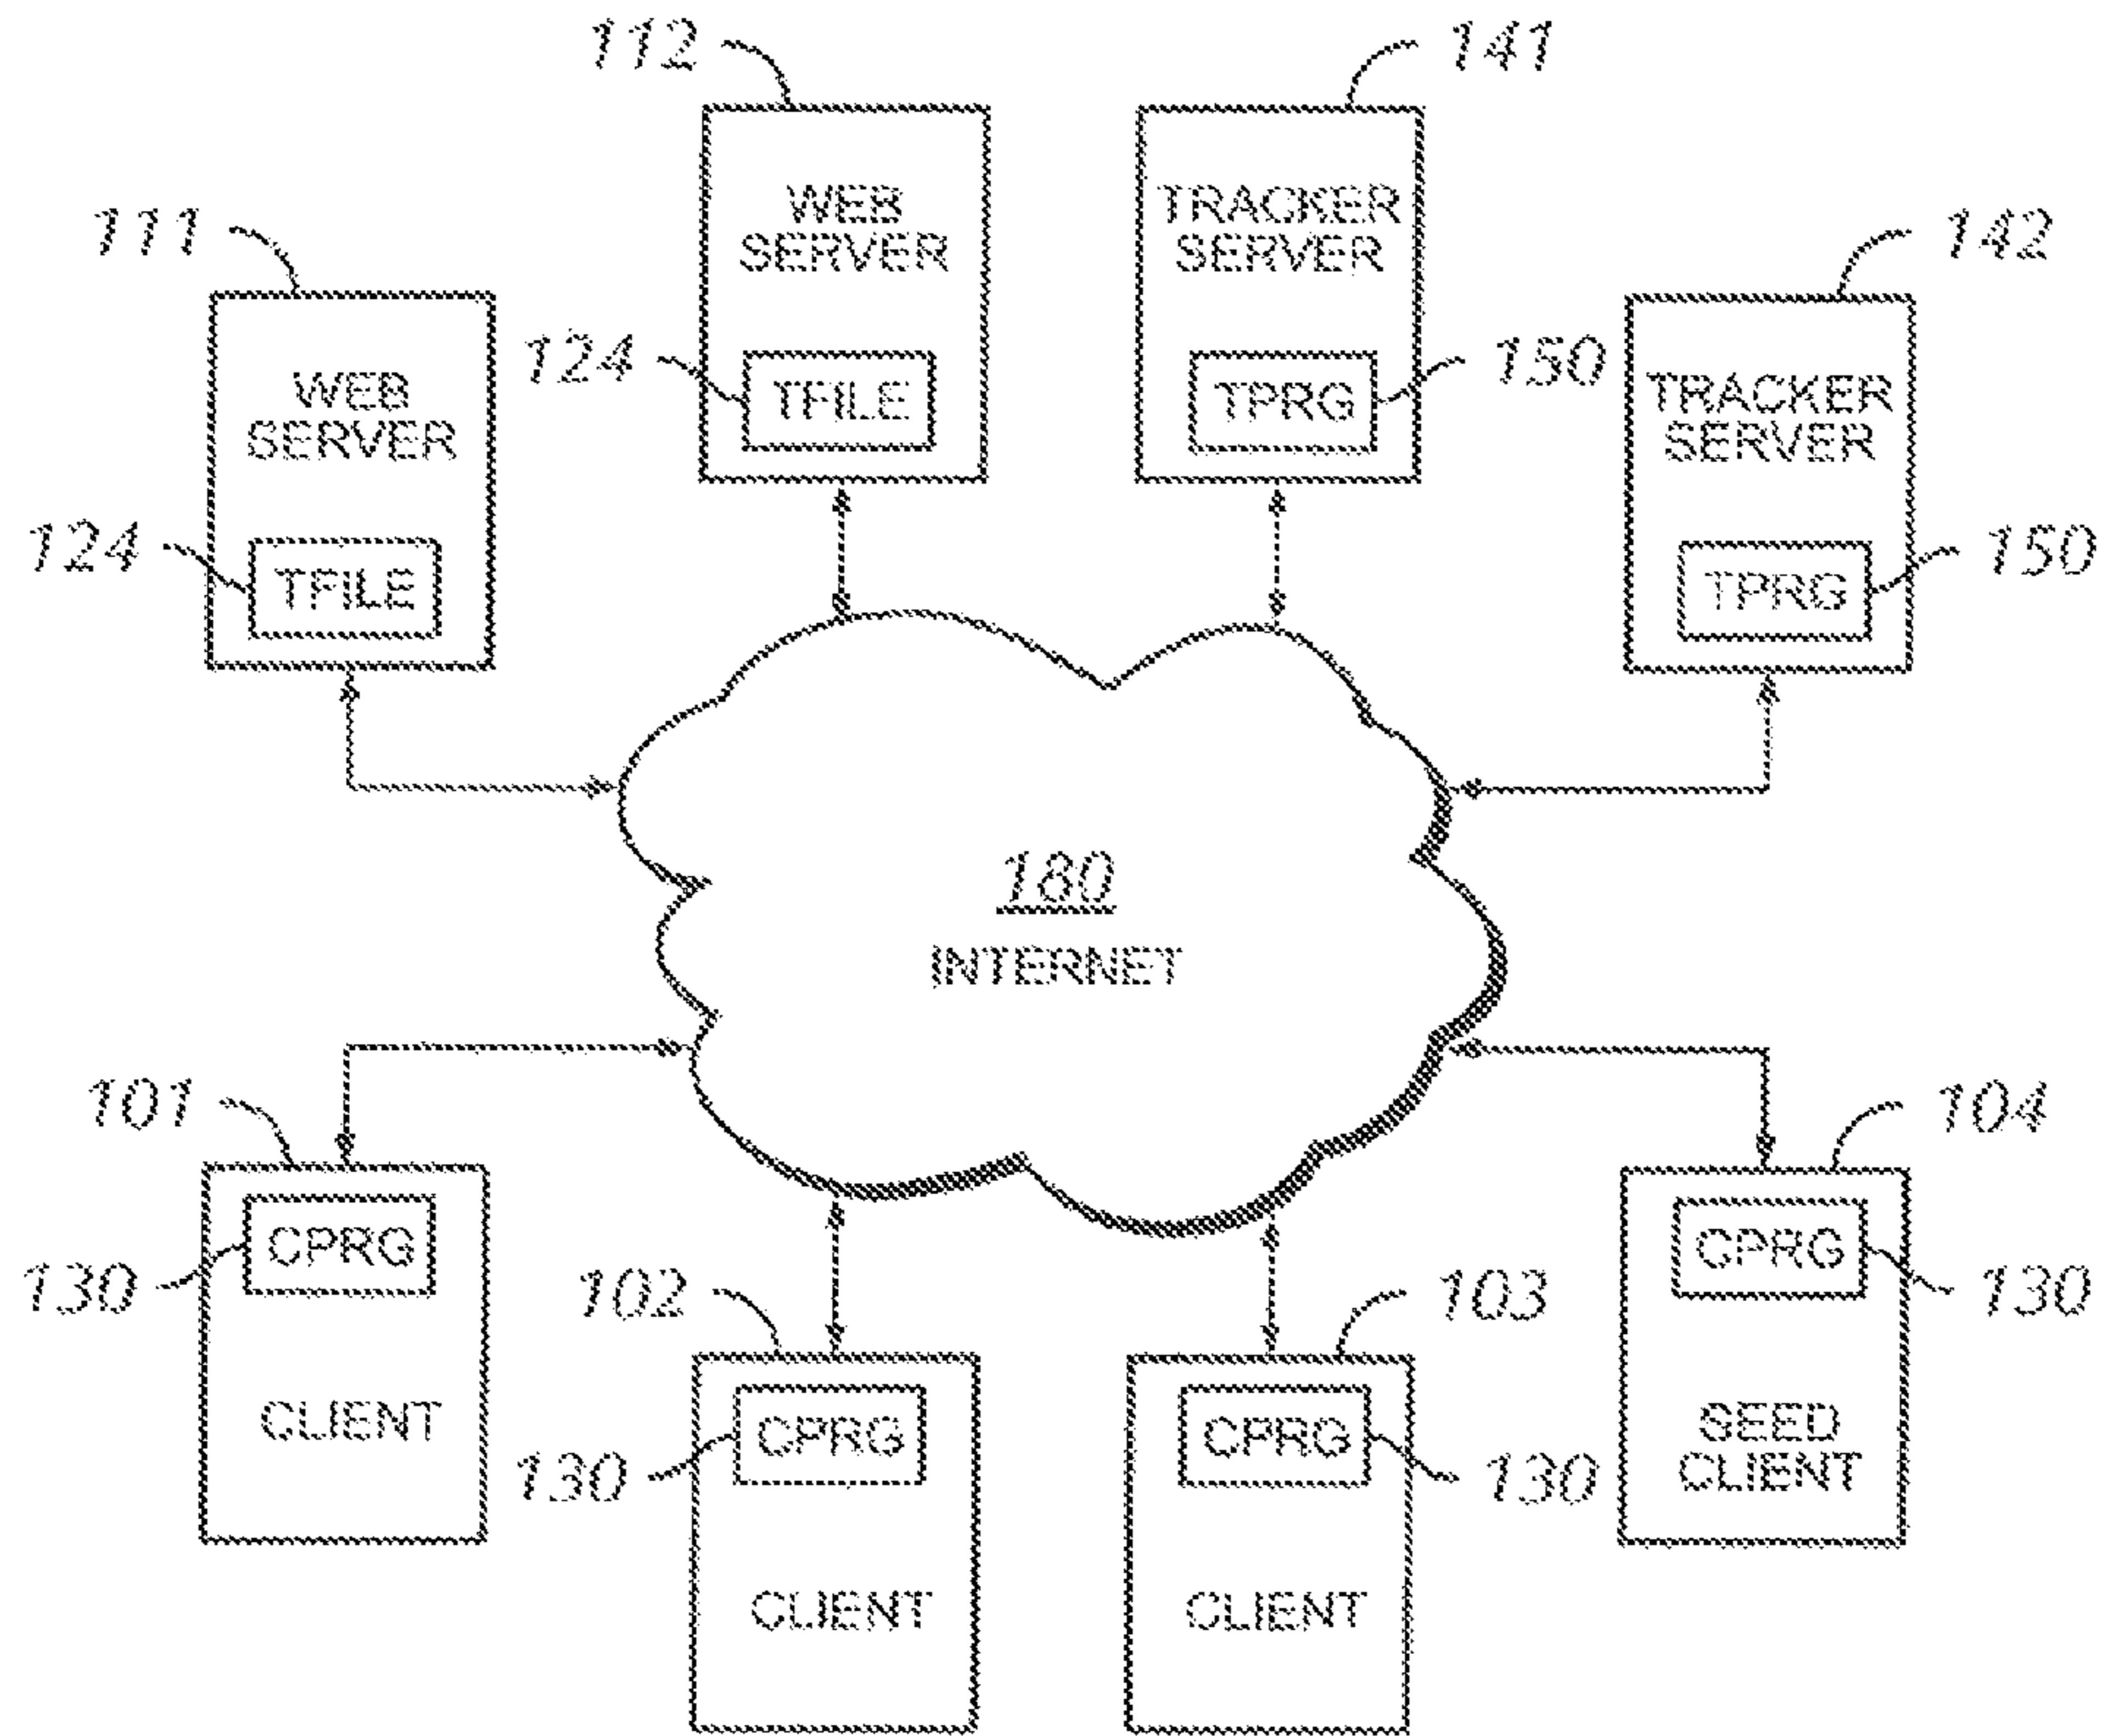 112
141
WEB
SERVER
TRACKER
SERVER
111
142
124
TFILE
TPRG
150
WEB
SERVER
TRACKER
SERVER
124
TFILE
TPRG
150
180
INTERNET
101
104
CPRG
130
CPRG
130
102
103
CLIENT
CPRG
130
CPRG
130
SEED
CLIENT
CLIENT
CLIENT